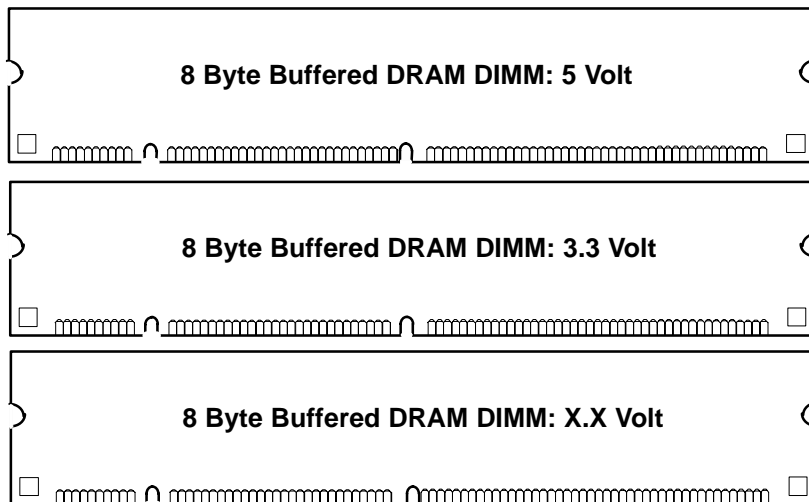 8 Byte Buffered DRAM DIMM: 5 Volt
8 Byte Buffered DRAM DIMM: 3.3 Volt
8 Byte Buffered DRAM DIMM: X.X Volt